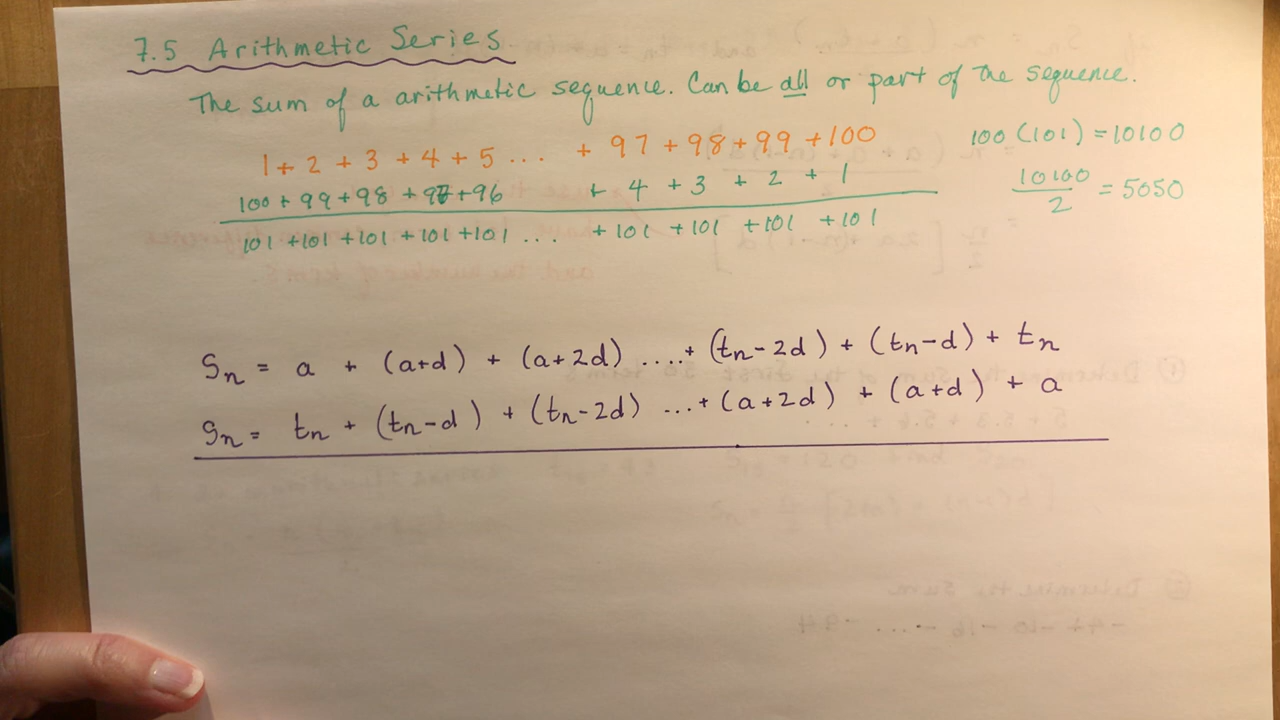 7.5 Arithmetic Series
The sum of a arithmetic sequence. Can be all or part of the sequence.
1 + 2 + 3 + 4 + 5 ... + 97 + 98 + 99 + 100
100 + 99 + 98 + 97 + 96 + 4 + 3 + 2 + 1
101 + 101 + 101 + 101 + 101 ... + 101 + 101 + 101 + 101
100 (101) = 10100
10100/2 = 5050
Sn = a + (a+d) + (a+2d) ....+ (tn-2d) + (tn-d) + tn
Sn = tn + (tn-d) + (tn-2d) ...+ (a+2d) + (a+d) + a